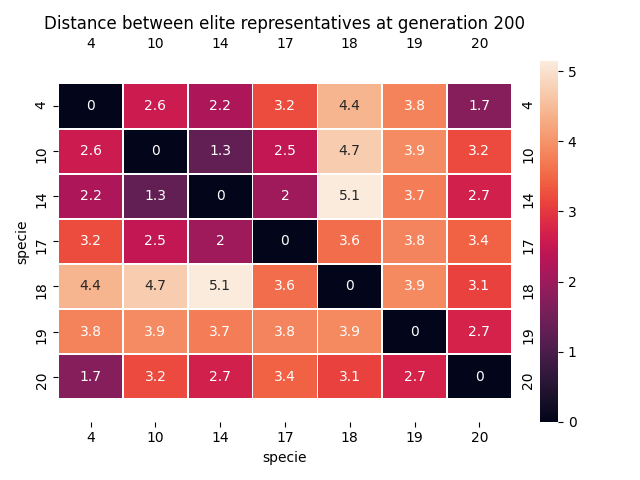 Distance between elite representatives at generation 200
4 10 14 17 18 19 20
4 0 2.6 2.2 3.2 4.4 3.8 1.7 4
10 2.6 0 1.3 2.5 4.7 3.9 3.2 10
14 2.2 1.3 0 2 5.1 3.7 2.7 14
17 3.2 2.5 2 0 3.6 3.8 3.4 17
18 4.4 4.7 5.1 3.6 0 3.9 3.1 18
19 3.8 3.9 3.7 3.8 3.9 0 2.7 19
20 1.7 3.2 2.7 3.4 3.1 2.7 0 20
4 10 14 17 18 19 20
specie
specie
5
4
3
2
1
0